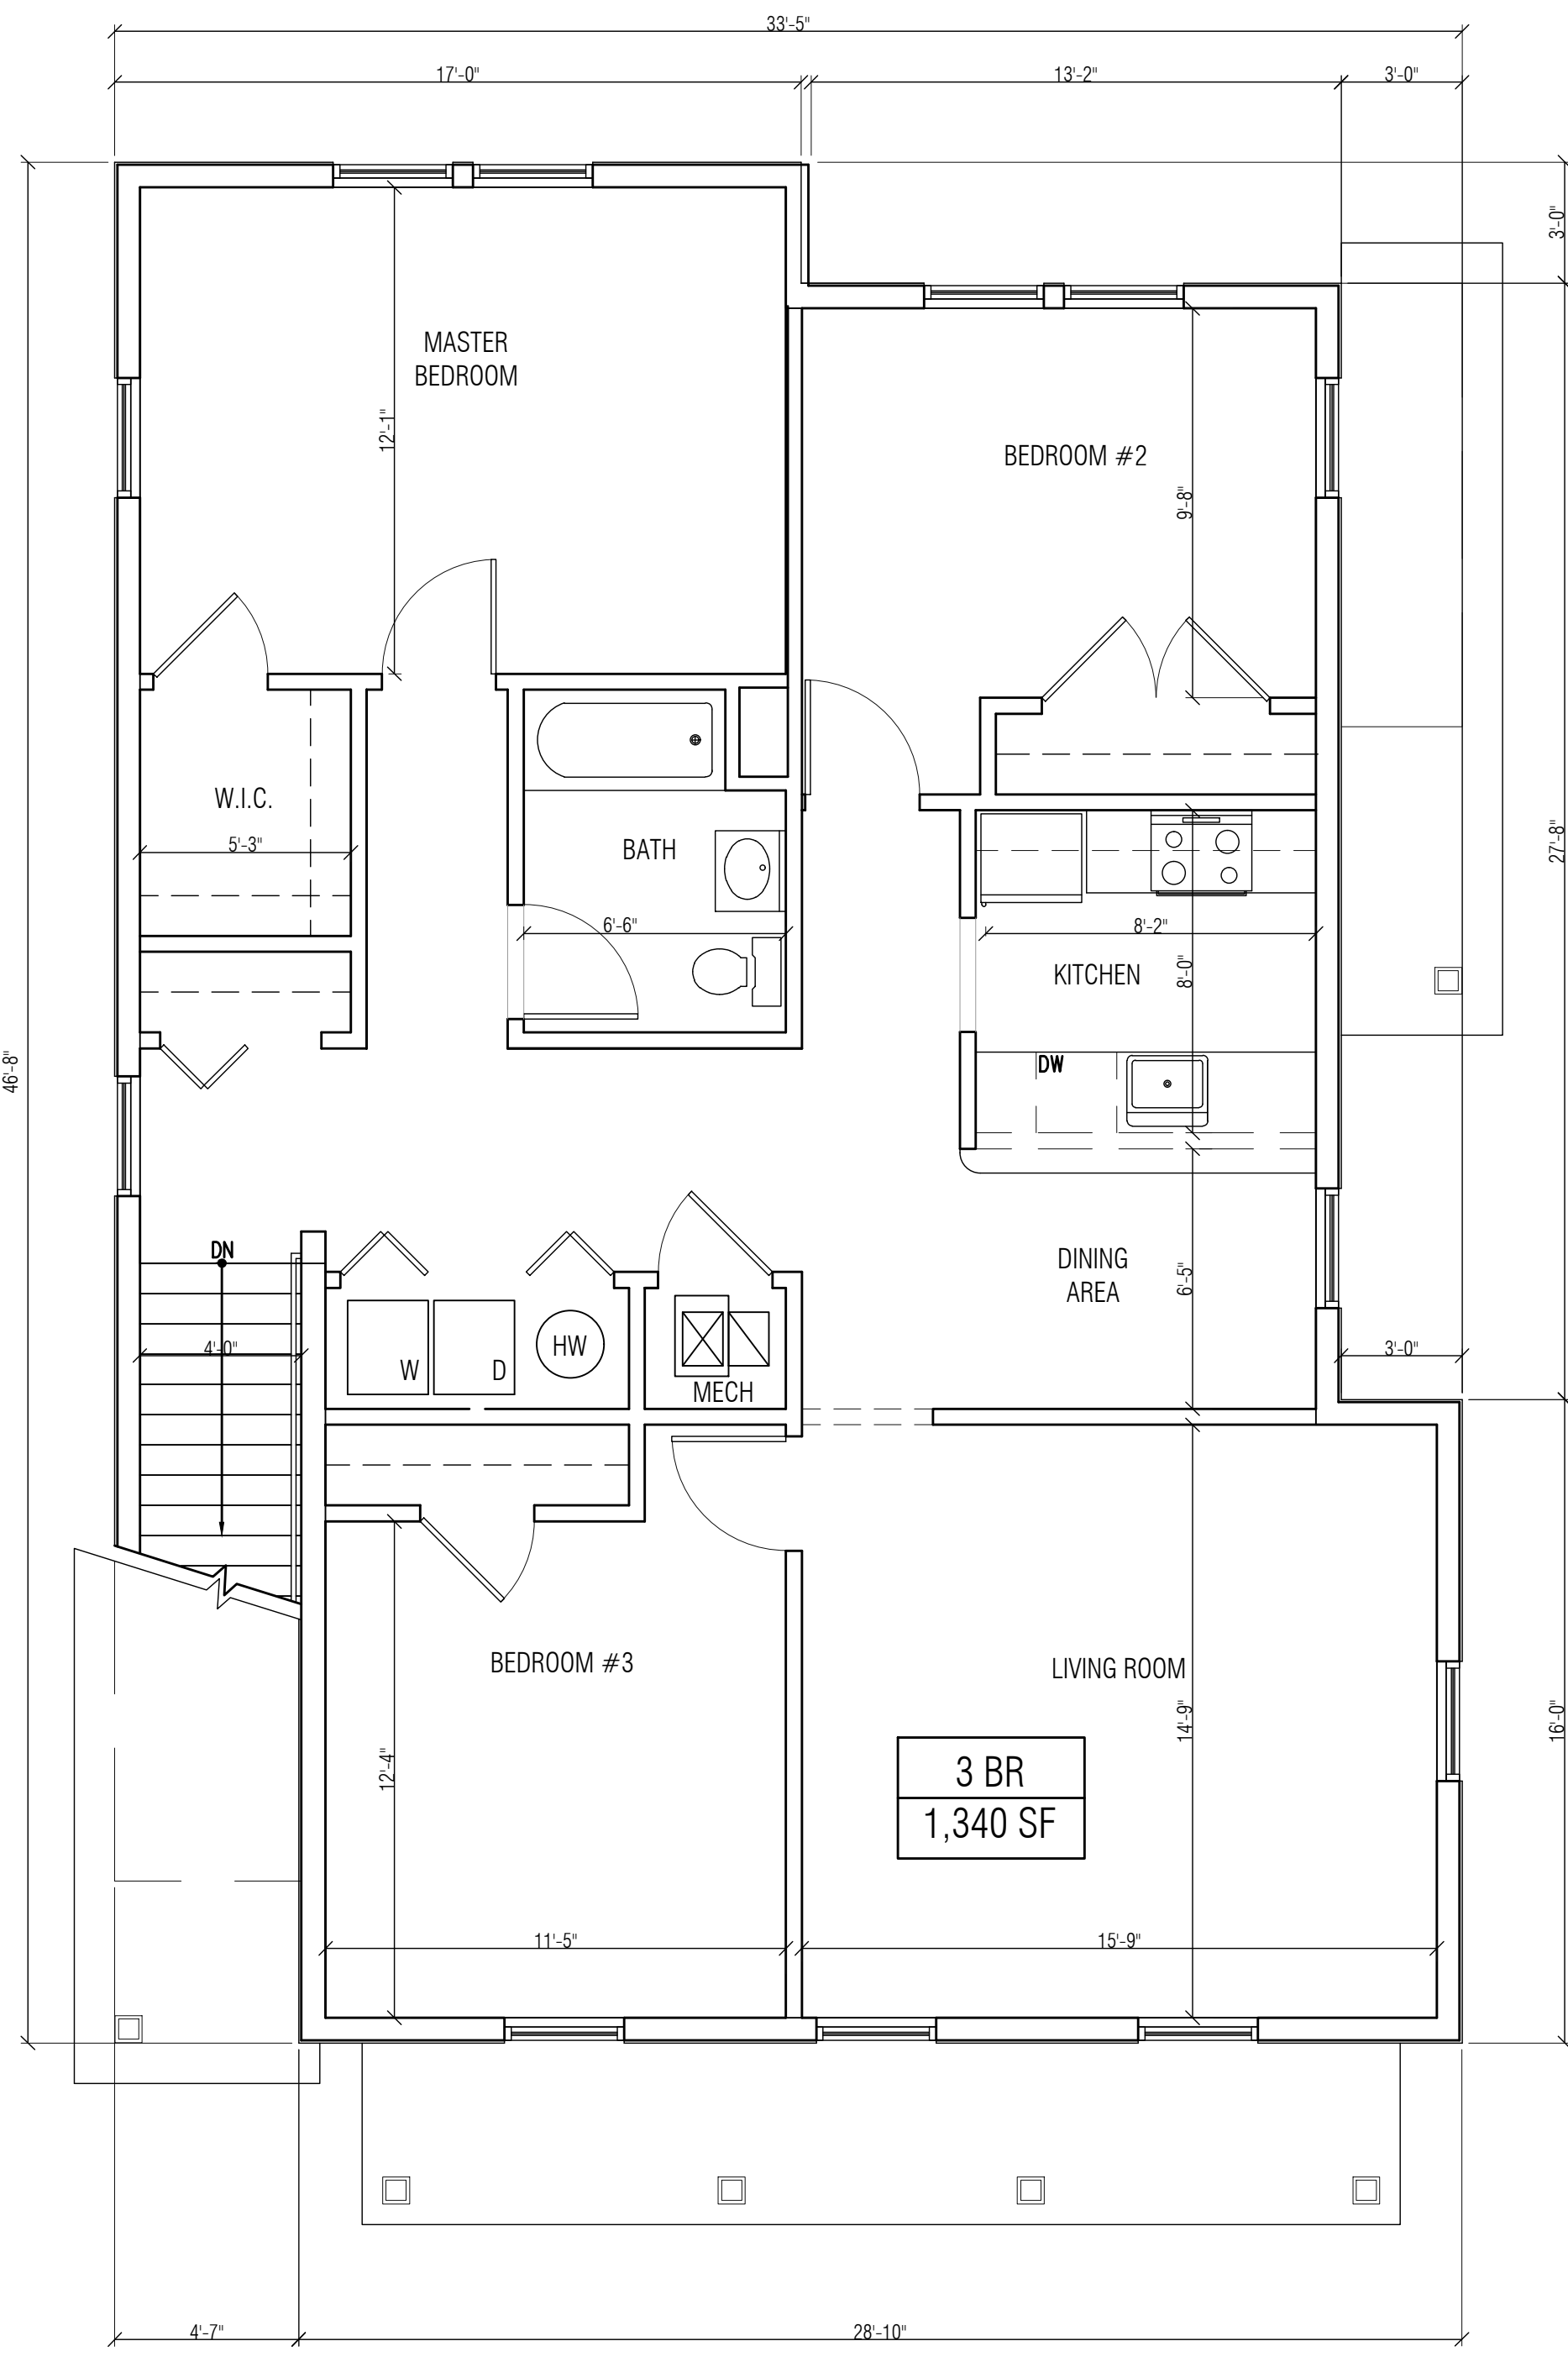 33'-5"
17'-0"
13'-2"
3'-0"
3'-0"
MASTER
BEDROOM
12'-1"
BEDROOM #2
9'-8"
W.I.C.
5'-3"
BATH
6'-6"
8'-2"
KITCHEN
8'-0"
27'-8"
46'-8"
DW
DN
DINING
AREA
6'-5"
4'-0"
W
D
HW
MECH
3'-0"
BEDROOM #3
12'-4"
LIVING ROOM
14'-9"
16'-0"
3 BR
1,340 SF
11'-5"
15'-9"
4'-7"
28'-10"